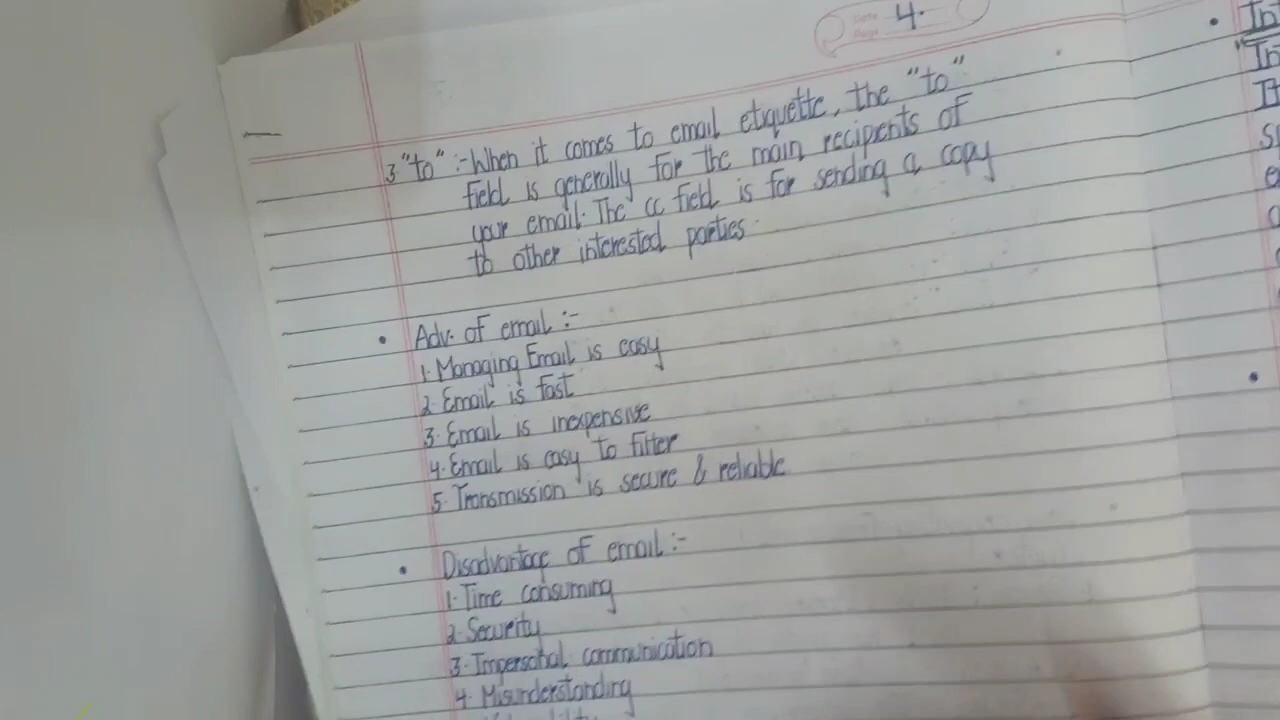 4.
3 "to" :- When it comes to email etiquette, the "to"
field is generally for the main recipients of
your email. The cc field is for sending a copy
to other interested parties.
• Adv. of email :-
1. Managing Email is easy
2. Email is fast
3. Email is inexpensive
4. Email is easy to filter
5. Transmission is secure & reliable
• Disadvantage of email :-
1. Time consuming
2. Security
3. Impersonal communication
4. Misunderstanding